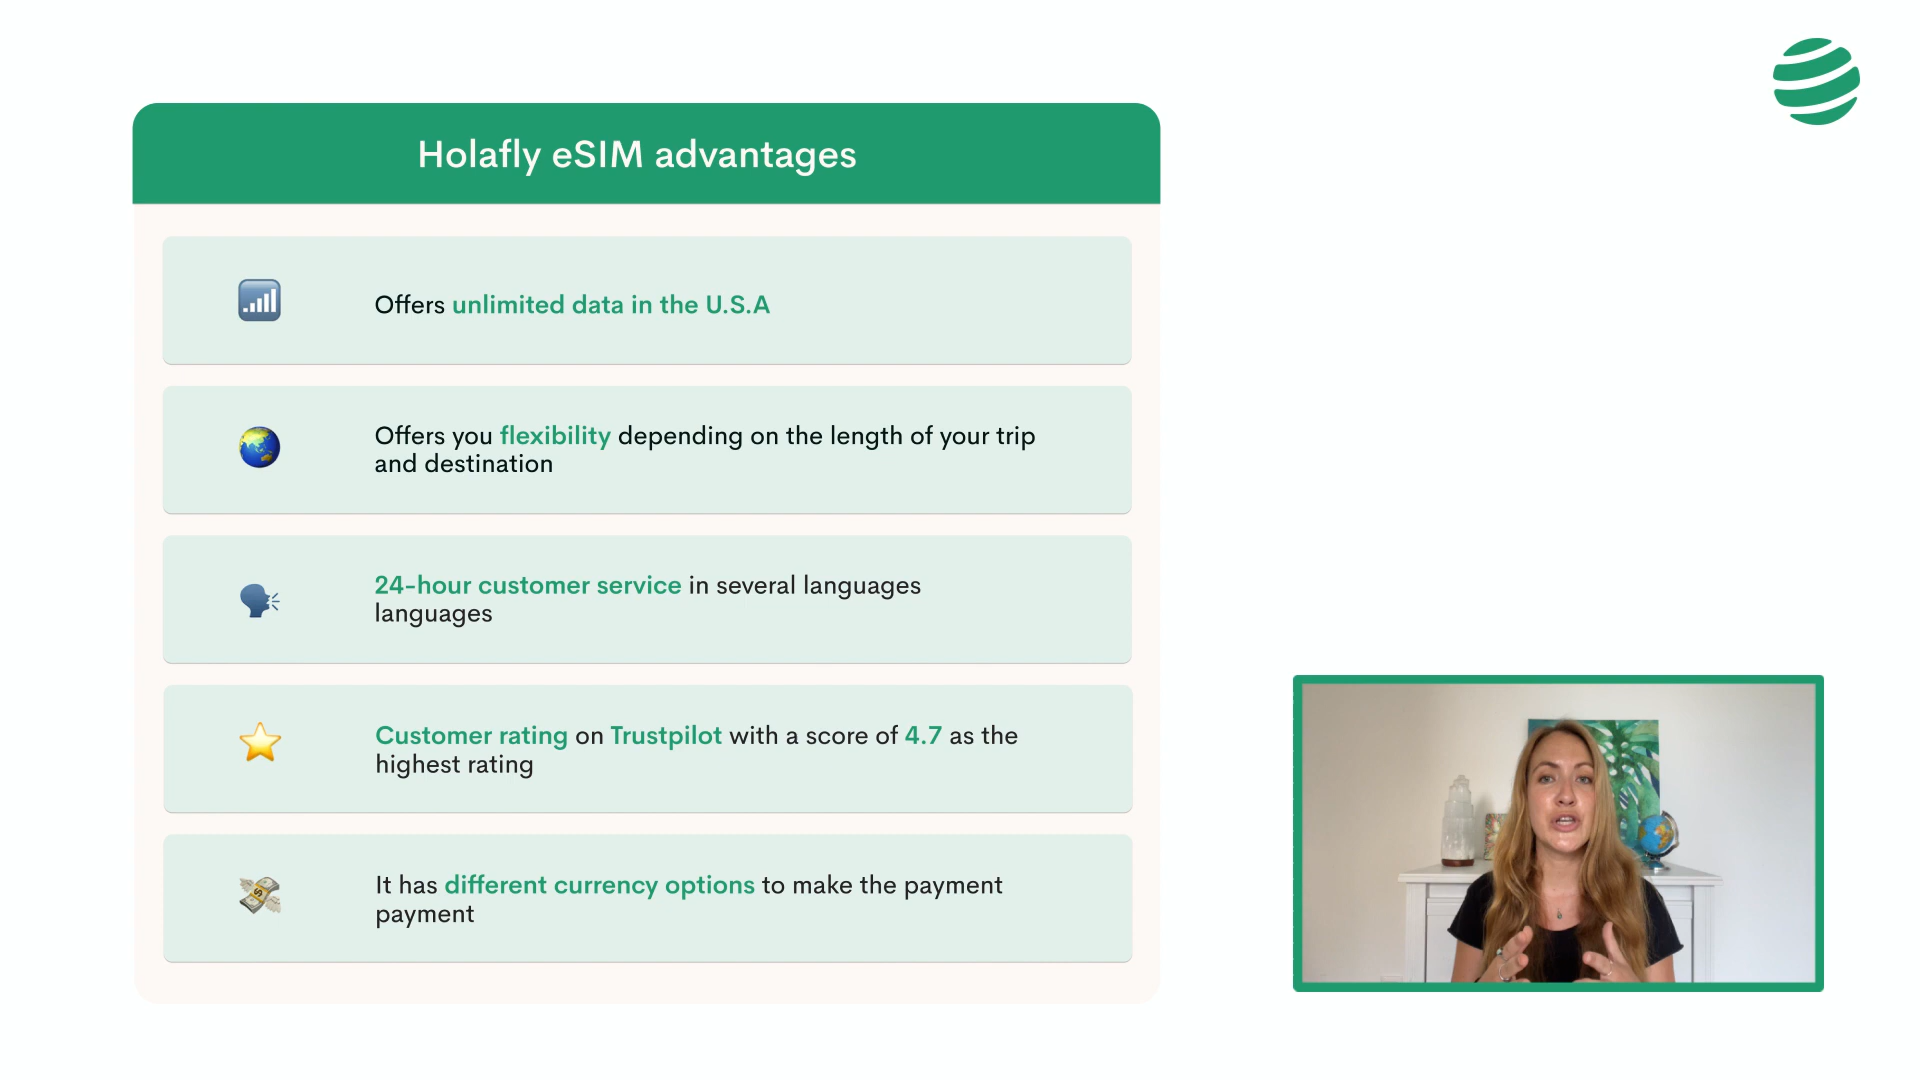 Holafly eSIM advantages
Offers unlimited data in the U.S.A
Offers you flexibility depending on the length of your trip
and destination
24-hour customer service in several languages
languages
Customer rating on Trustpilot with a score of 4.7 as the
highest rating
It has different currency options to make the payment
payment